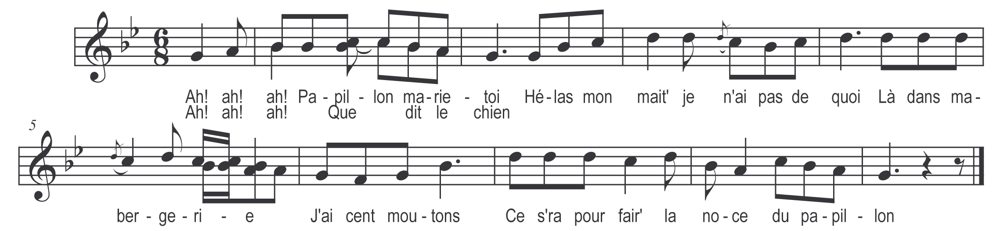 6
8
Ah! ah! ah! Pa - pil - lon ma - rie - toi Hé - las mon mait' je n'ai pas de quoi Là dans ma -
Ah! ah! ah! Que dit le chien
5
ber - ge - ri - e J'ai cent mou - tons Ce s'ra pour fair' la no - ce du pa - pil - lon